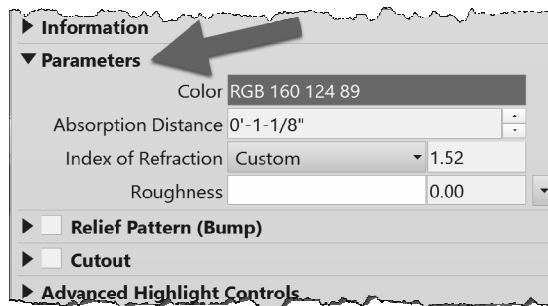 Information
Parameters
Color RGB 160 124 89
Absorption Distance 0'-1-1/8"
Index of Refraction Custom 1.52
Roughness 0.00
Relief Pattern (Bump)
Cutout
Advanced Highlight Controls